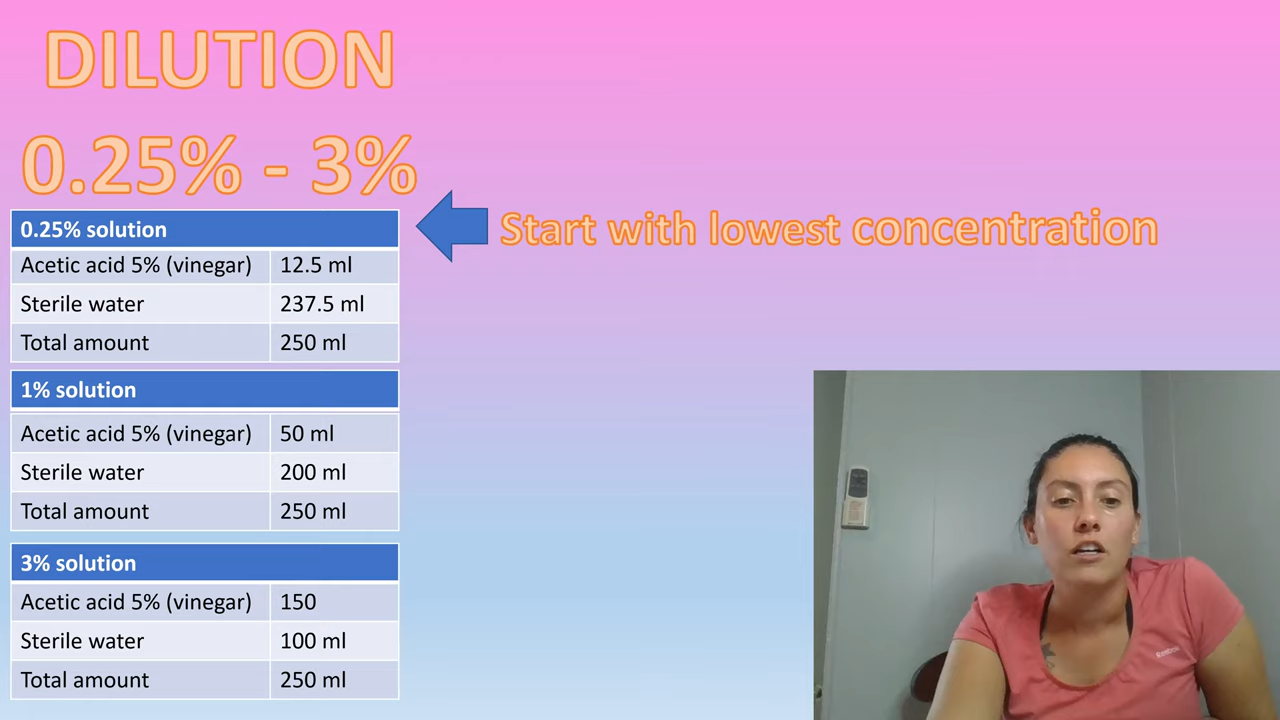 DILUTION
0.25% - 3%
Start with lowest concentration
0.25% solution
Acetic acid 5% (vinegar) 12.5 ml
Sterile water 237.5 ml
Total amount 250 ml
1% solution
Acetic acid 5% (vinegar) 50 ml
Sterile water 200 ml
Total amount 250 ml
3% solution
Acetic acid 5% (vinegar) 150
Sterile water 100 ml
Total amount 250 ml
Reebok